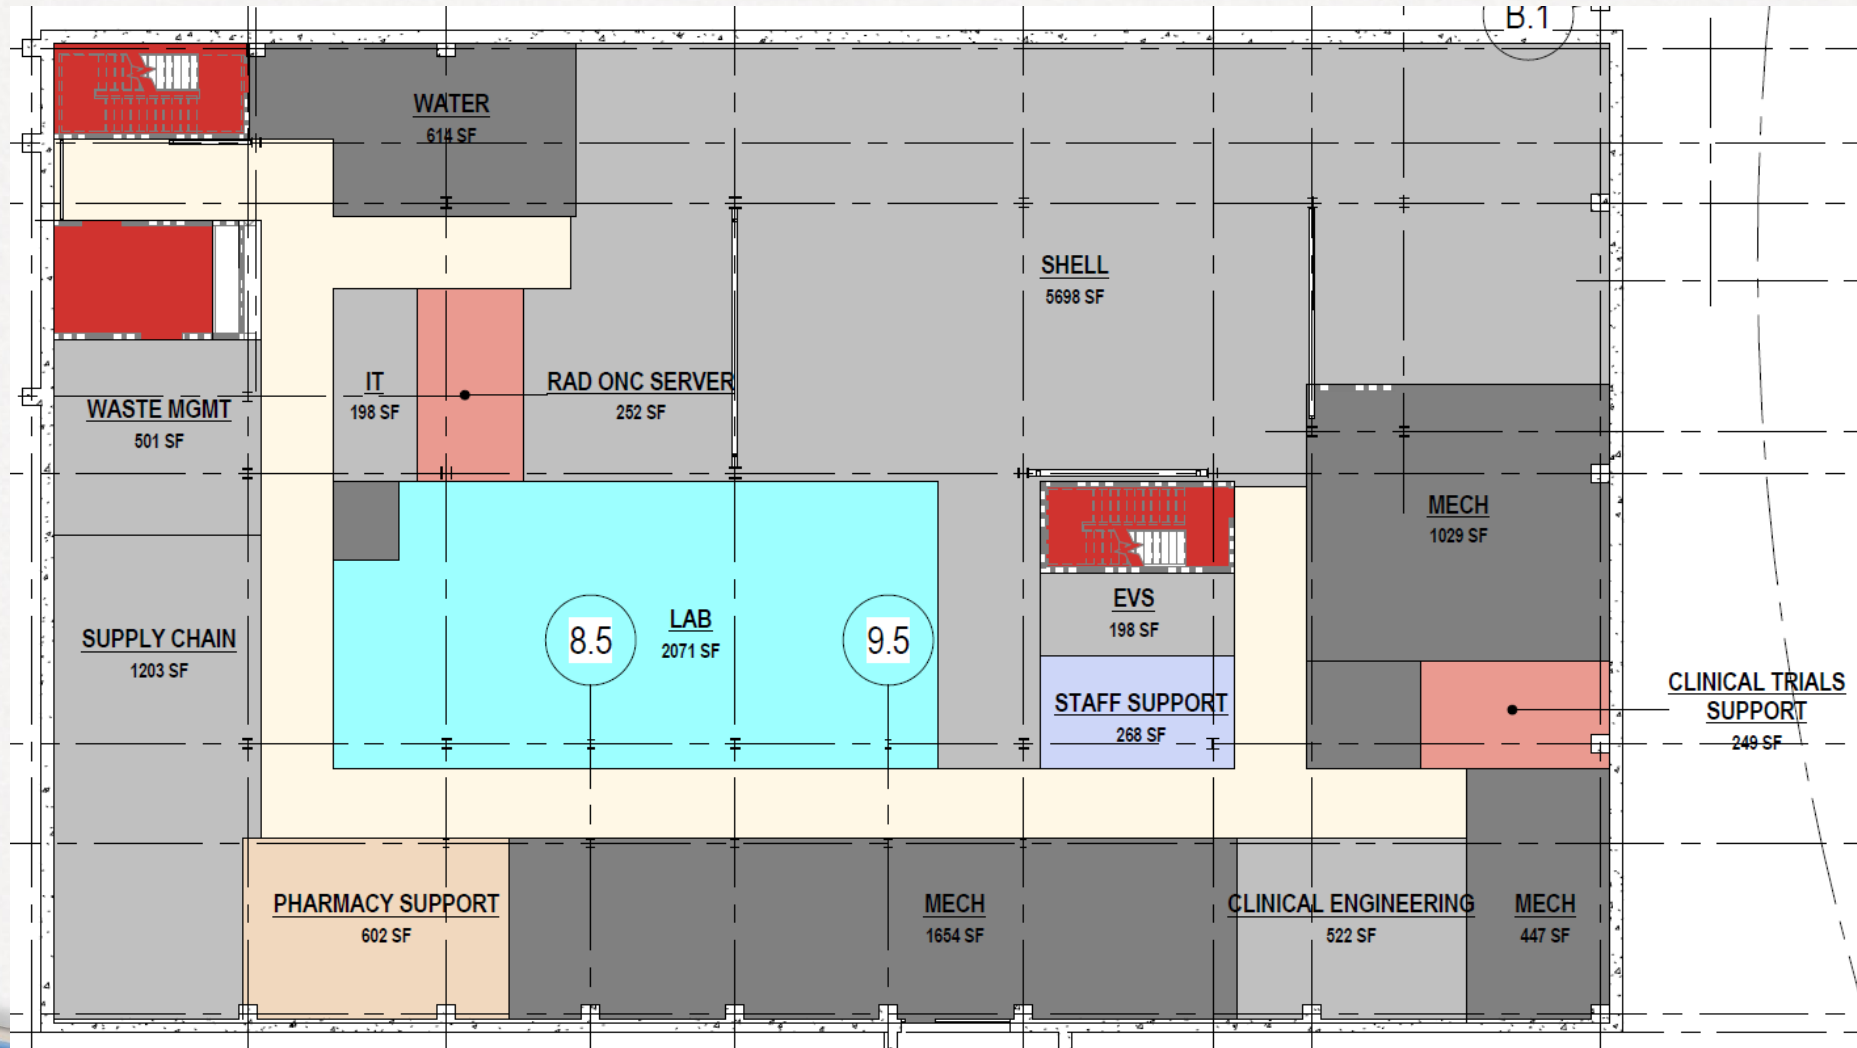 B.1
WATER
614 SF
SHELL
5698 SF
IT
198 SF
RAD ONC SERVER
252 SF
WASTE MGMT
501 SF
MECH
1029 SF
EVS
198 SF
LAB
2071 SF
8.5
9.5
SUPPLY CHAIN
1203 SF
STAFF SUPPORT
268 SF
CLINICAL TRIALS
SUPPORT
249 SF
PHARMACY SUPPORT
602 SF
MECH
1654 SF
CLINICAL ENGINEERING
522 SF
MECH
447 SF